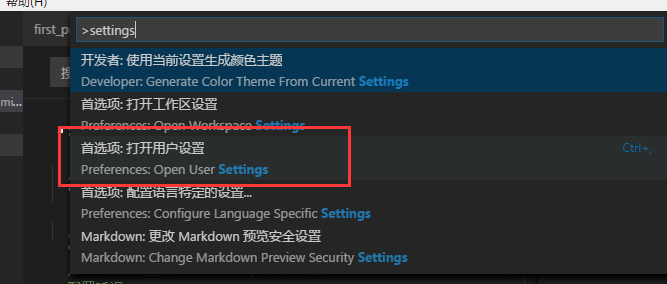 帮助(H)
first_p
>settings
搜
开发者: 使用当前设置生成颜色主题
Developer: Generate Color Theme From Current Settings
mi...
首选项: 打开工作区设置
Preferences: Open Workspace Settings
首选项: 打开用户设置
Ctrl+,
Preferences: Open User Settings
首选项: 配置语言特定的设置...
Preferences: Configure Language Specific Settings
Markdown: 更改 Markdown 预览安全设置
Markdown: Change Markdown Preview Security Settings